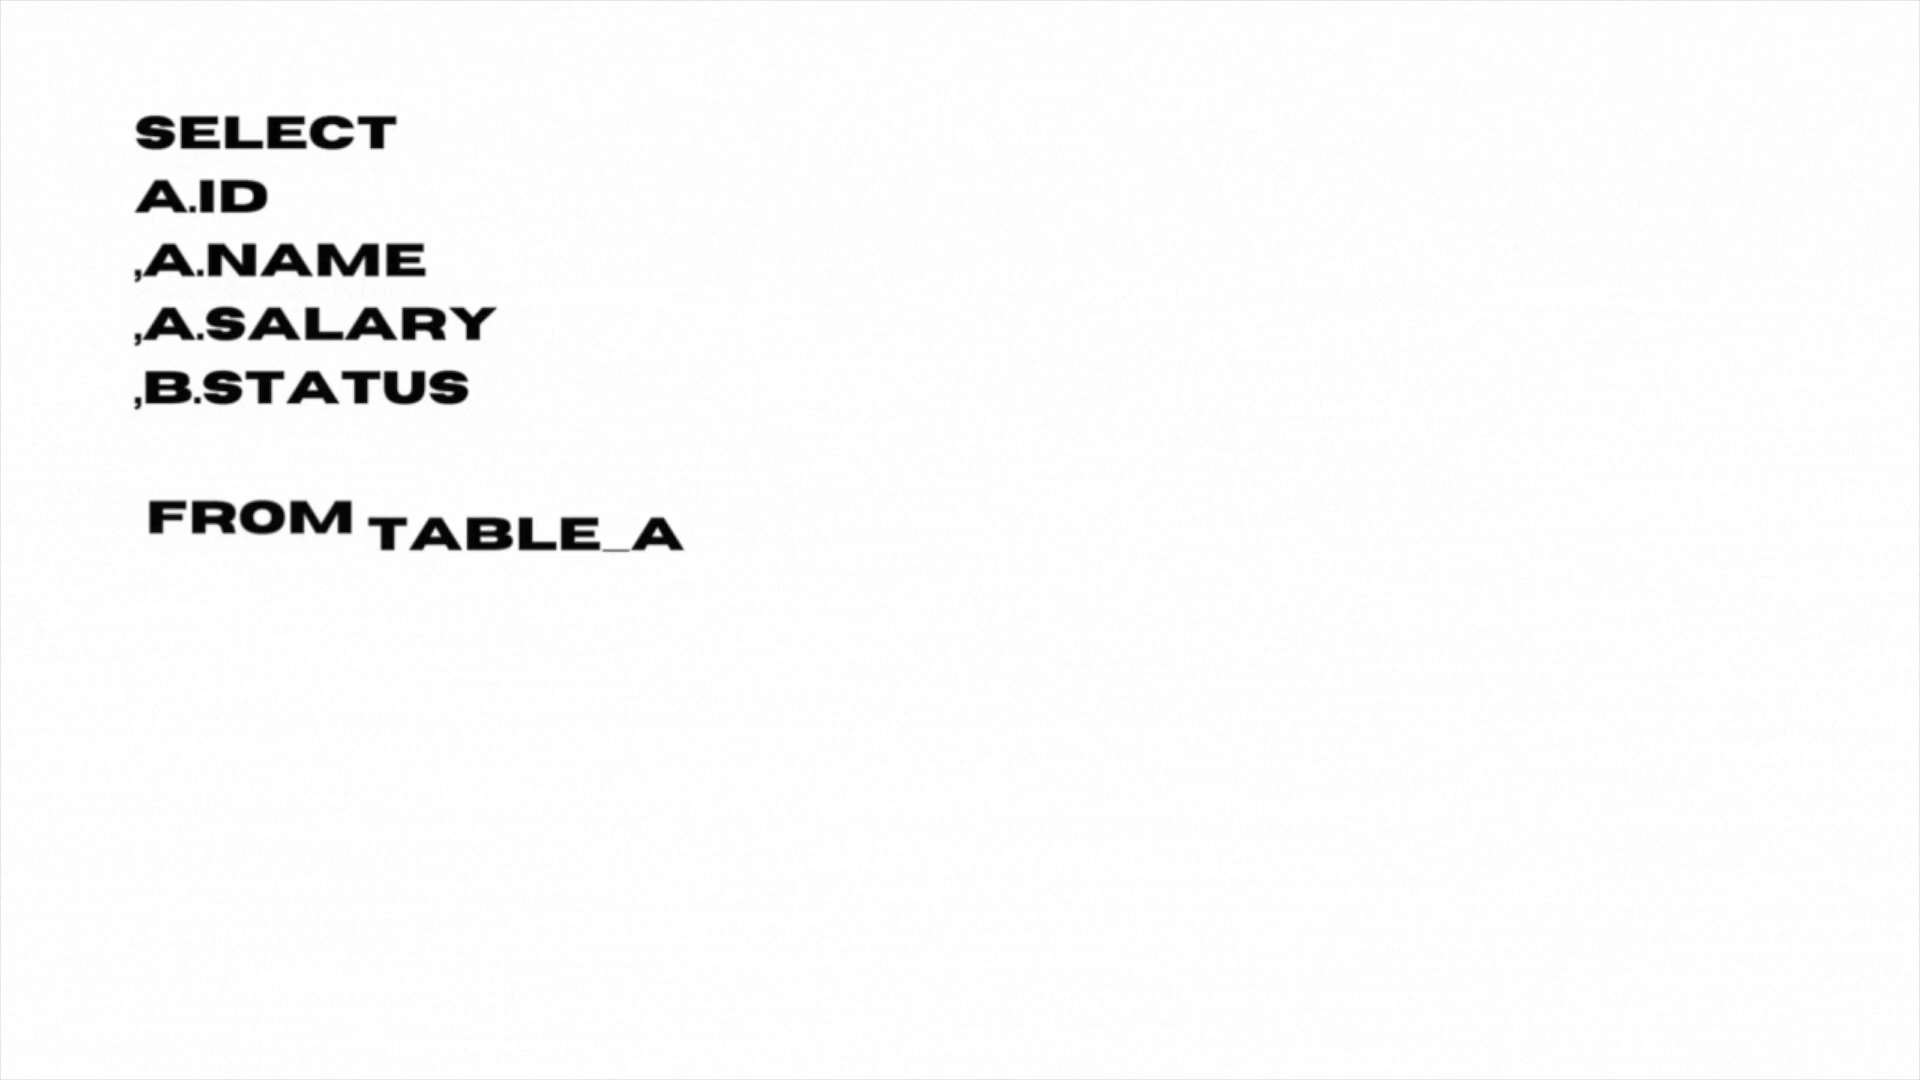 SELECT
A.ID
,A.NAME
,A.SALARY
,B.STATUS
FROM TABLE_A